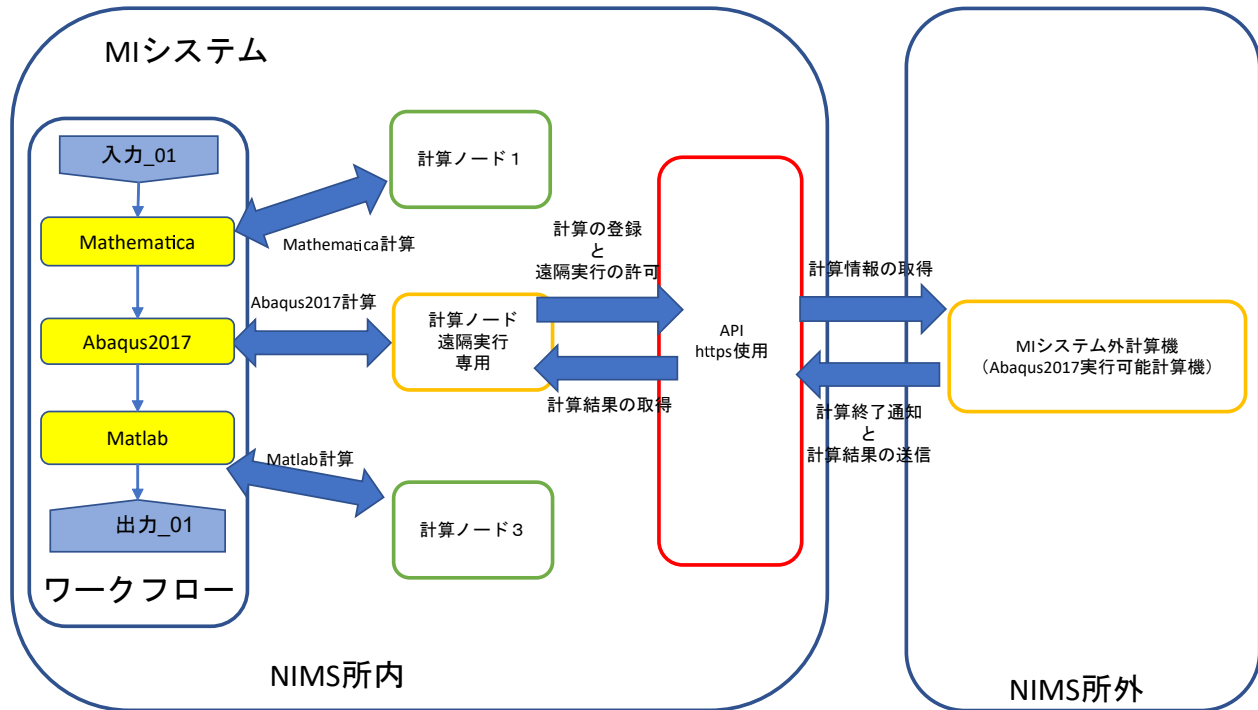 MIシステム
入力_01
Mathematica
Abaqus2017
Matlab
出力_01
ワークフロー
計算ノード１
Mathematica計算
Abaqus2017計算
計算ノード
遠隔実行
専用
Matlab計算
計算ノード３
計算の登録
と
遠隔実行の許可
計算結果の取得
API
https使用
計算情報の取得
計算終了通知
と
計算結果の送信
MIシステム外計算機
（Abaqus2017実行可能計算機）
NIMS所内
NIMS所外